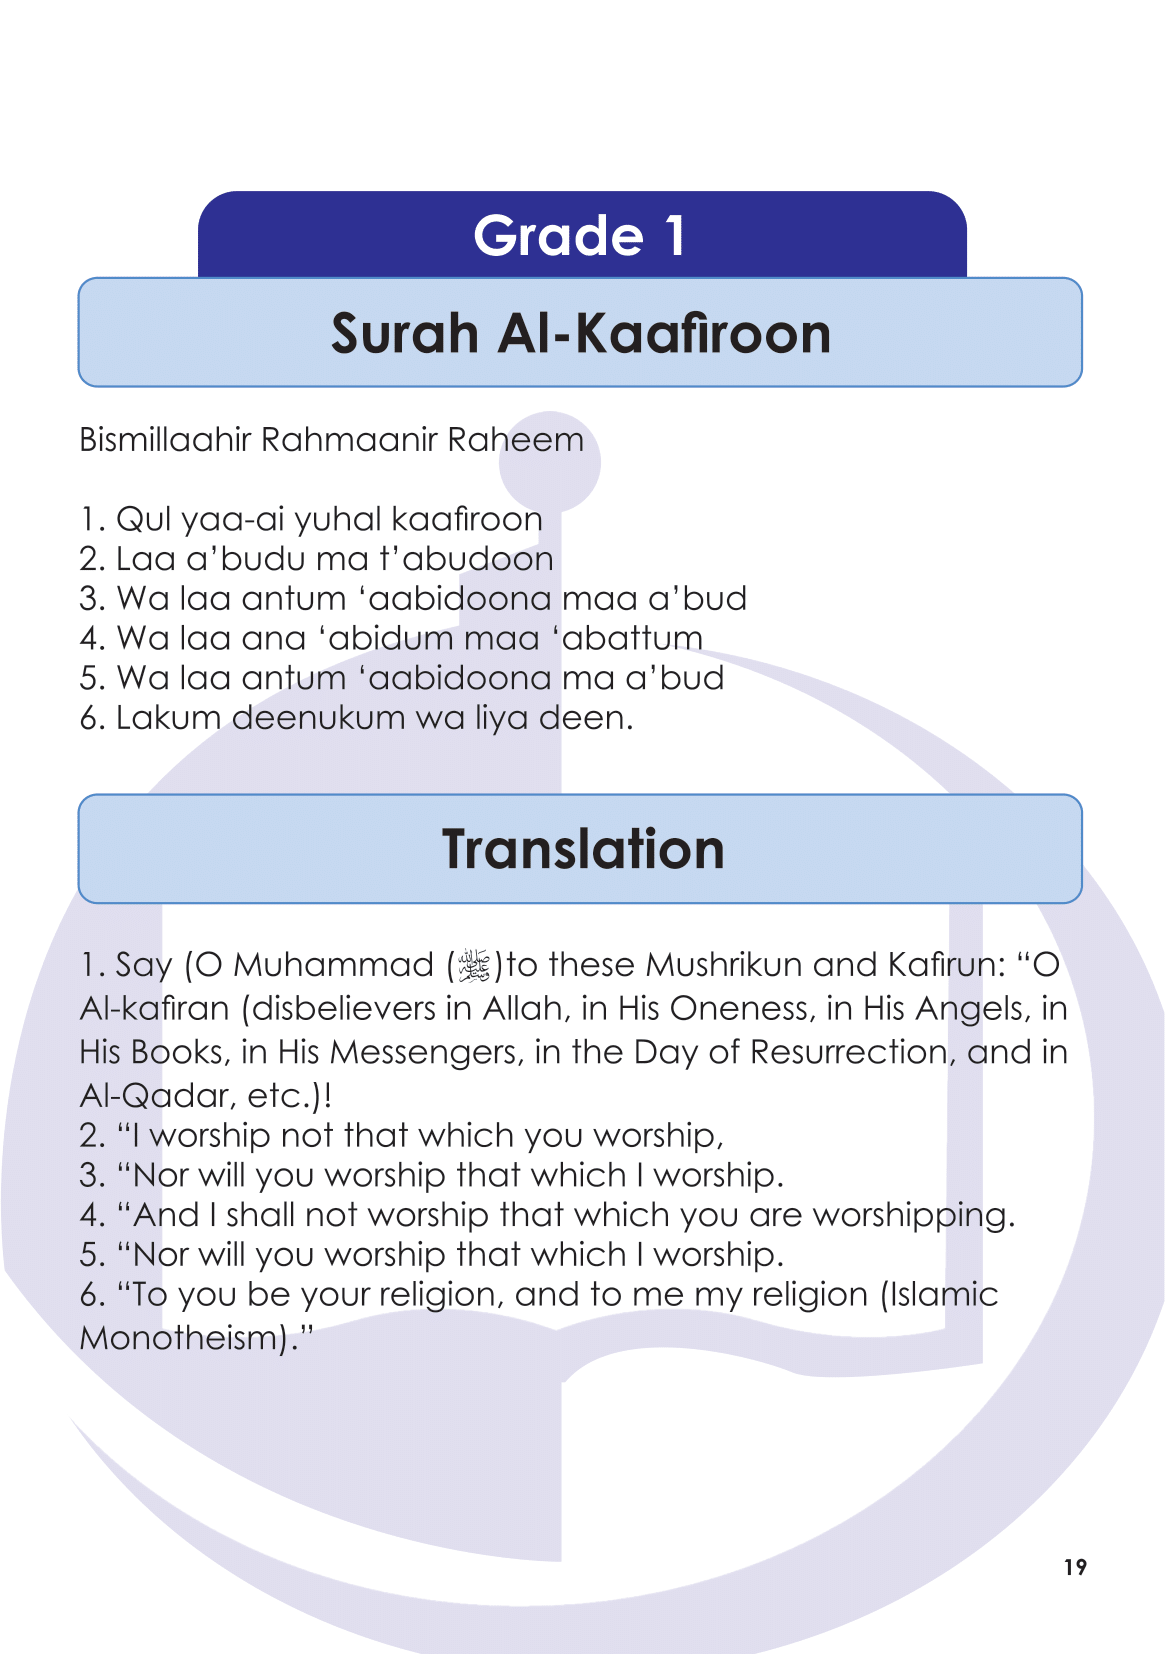 Grade 1
Surah Al-Kaafiroon
Bismillaahir Rahmaanir Raheem
1. Qul yaa-ai yuhal kaafiroon
2. Laa a’budu ma t’abudoon
3. Wa laa antum ‘aabidoona maa a’bud
4. Wa laa ana ‘abidum maa ‘abattum
5. Wa laa antum ‘aabidoona ma a’bud
6. Lakum deenukum wa liya deen.
Translation
1. Say (O Muhammad (ﷺ)to these Mushrikun and Kafirun: “O
Al-kafiran (disbelievers in Allah, in His Oneness, in His Angels, in
His Books, in His Messengers, in the Day of Resurrection, and in
Al-Qadar, etc.)!
2. “I worship not that which you worship,
3. “Nor will you worship that which I worship.
4. “And I shall not worship that which you are worshipping.
5. “Nor will you worship that which I worship.
6. “To you be your religion, and to me my religion (Islamic
Monotheism).”
19